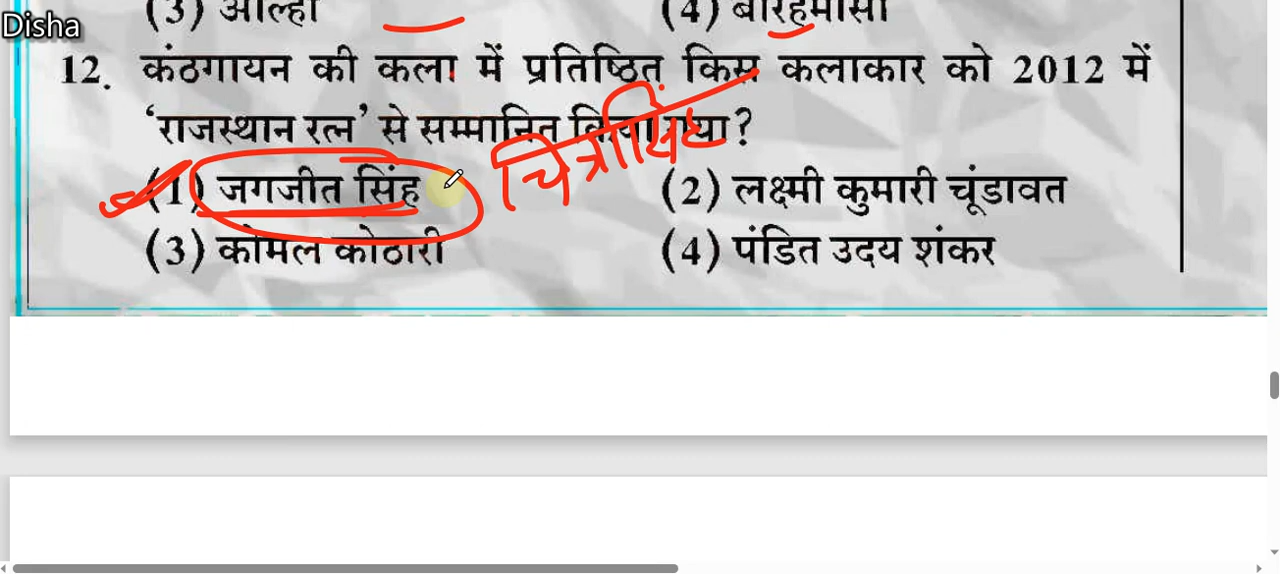 Disha
(3) आल्हा (4) बारहमासा
12. कंठगायन की कला में प्रतिष्ठित किस कलाकार को 2012 में
‘राजस्थान रत्न’ से सम्मानित किया गया?
(1) जगजीत सिंह चित्रा सिंह (2) लक्ष्मी कुमारी चूंडावत
(3) कोमल कोठारी (4) पंडित उदय शंकर